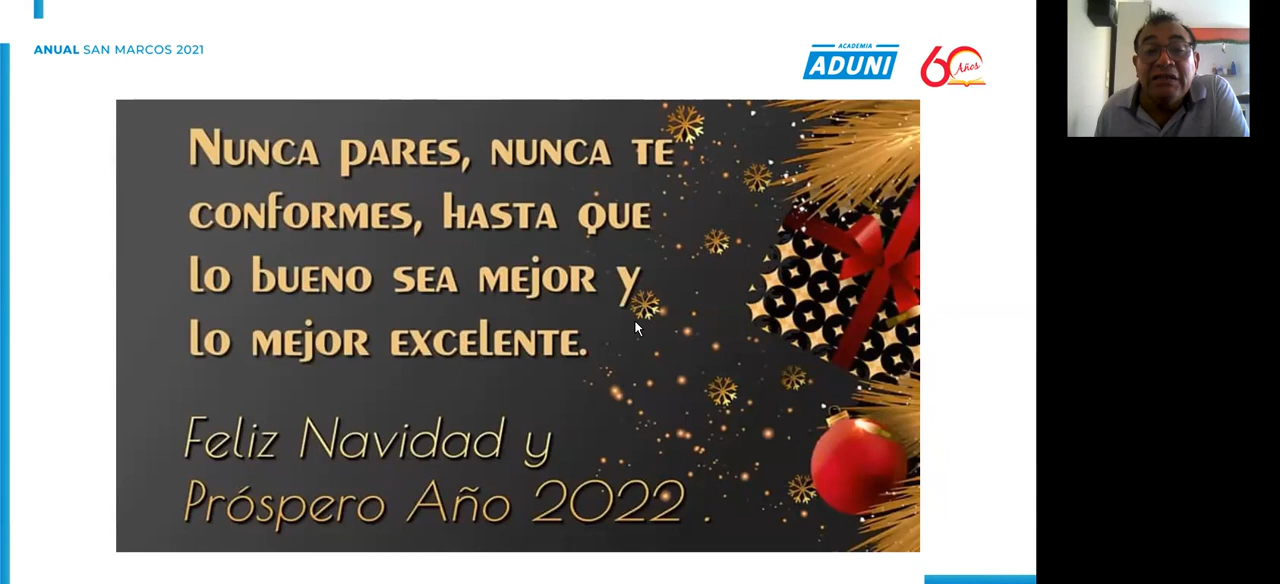 ANUAL SAN MARCOS 2021
ACADEMIA
ADUNI
60 Años
NUNCA PARES, NUNCA TE
CONFORMES, HASTA QUE
LO BUENO SEA MEJOR Y
LO MEJOR EXCELENTE.
Feliz Navidad y
Próspero Año 2022 .